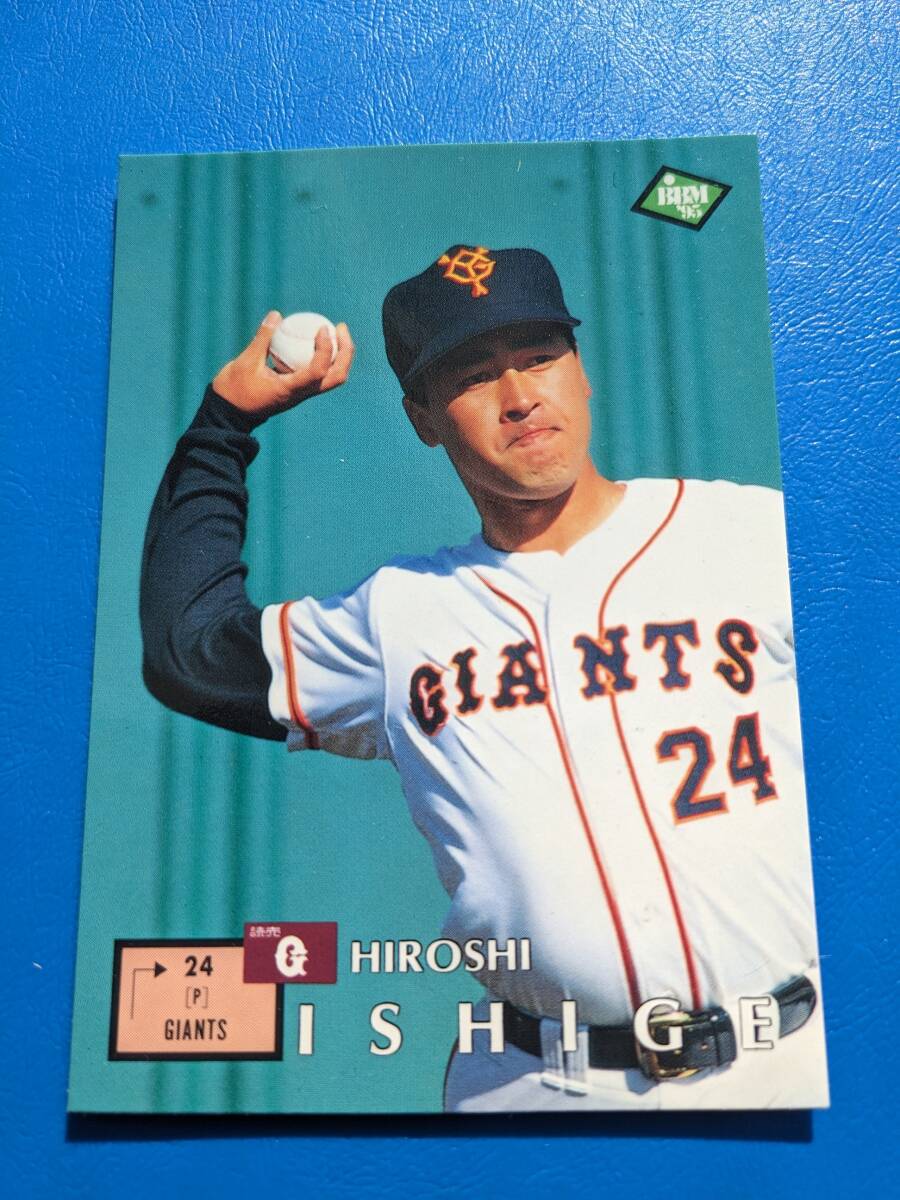 BBM
'95
GIANTS
24
読売
G
HIROSHI
ISHIGE
24
[P]
GIANTS